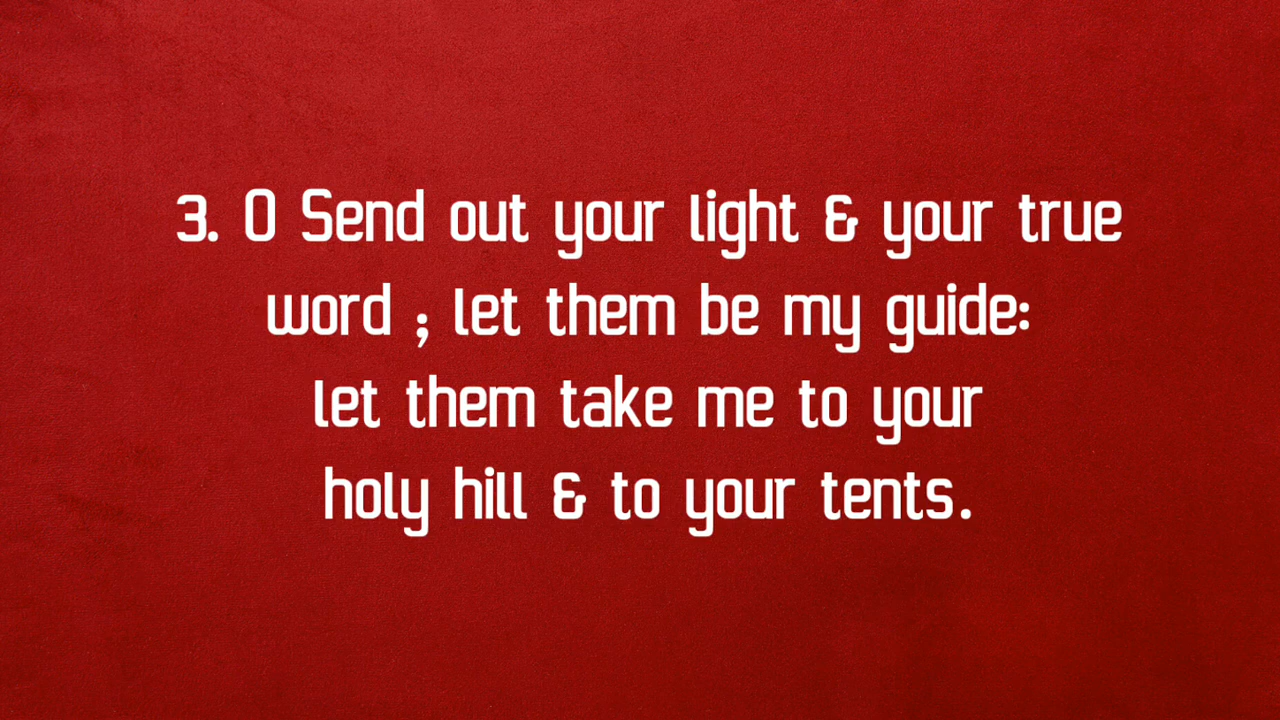 3. O Send out your light & your true
word ; let them be my guide:
let them take me to your
holy hill & to your tents.